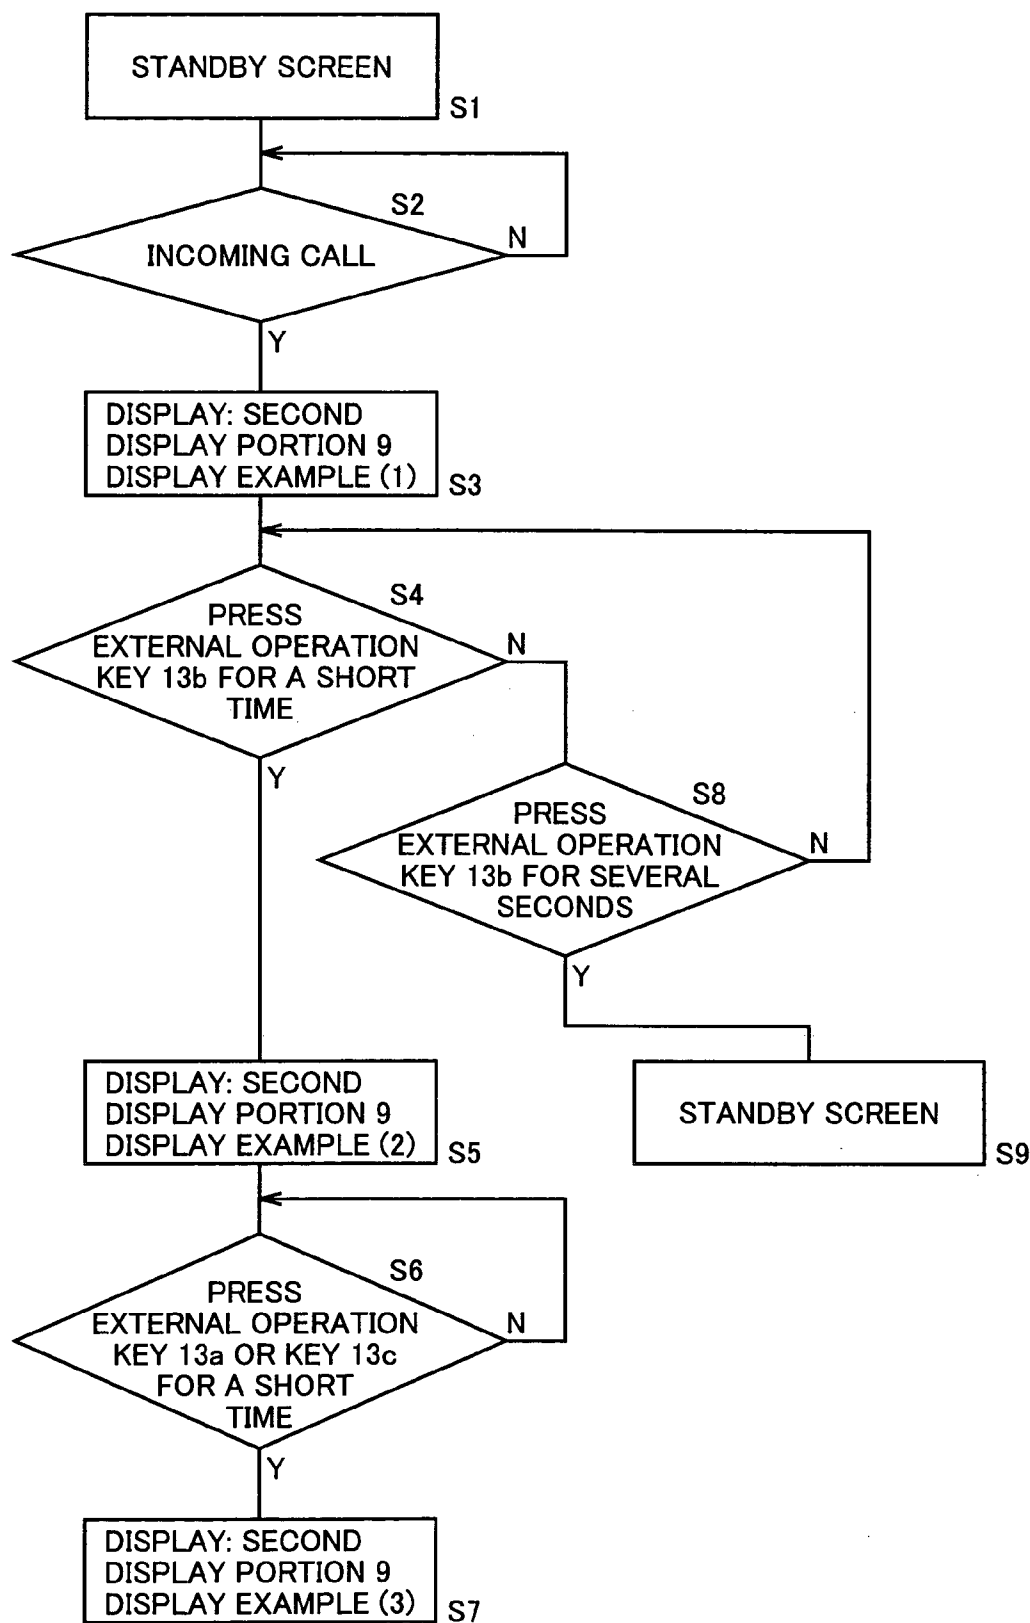 STANDBY SCREEN
S1
S2
INCOMING CALL
N
Y
DISPLAY: SECOND
DISPLAY PORTION 9
DISPLAY EXAMPLE (1)
S3
S4
PRESS
EXTERNAL OPERATION
KEY 13b FOR A SHORT
TIME
N
Y
S8
PRESS
EXTERNAL OPERATION
KEY 13b FOR SEVERAL
SECONDS
N
Y
DISPLAY: SECOND
DISPLAY PORTION 9
DISPLAY EXAMPLE (2)
S5
STANDBY SCREEN
S9
S6
PRESS
EXTERNAL OPERATION
KEY 13a OR KEY 13c
FOR A SHORT
TIME
N
Y
DISPLAY: SECOND
DISPLAY PORTION 9
DISPLAY EXAMPLE (3)
S7